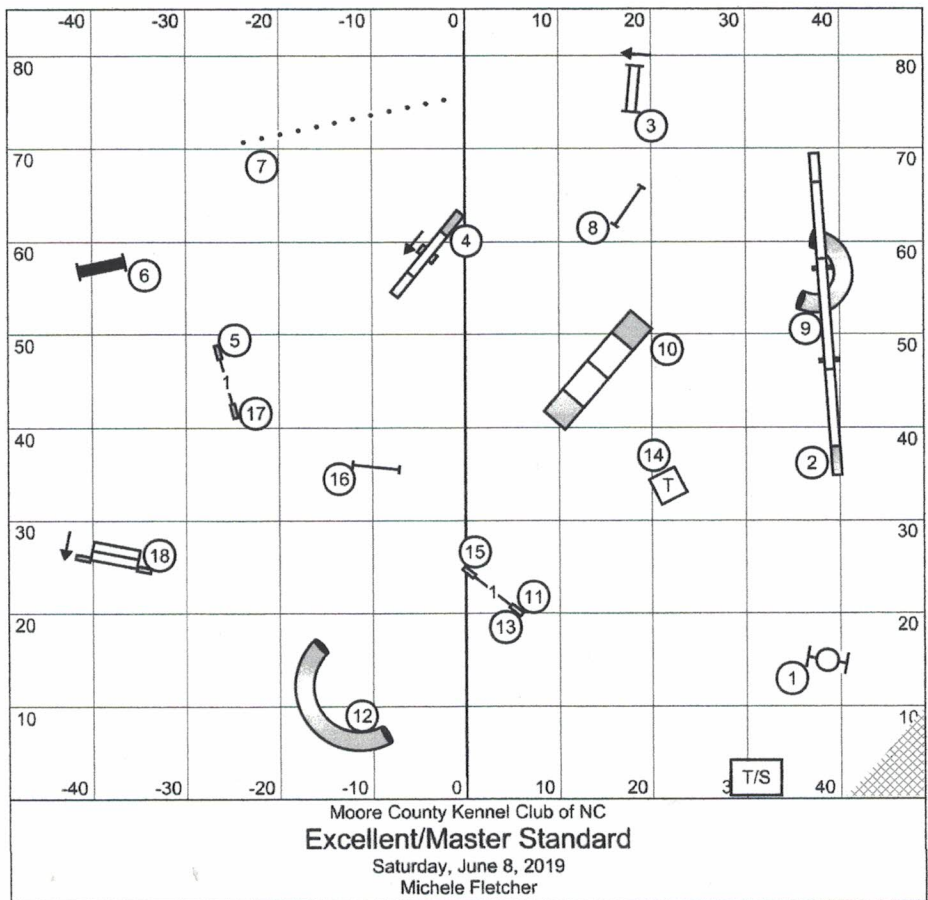 -40 -30 -20 -10 0 10 20 30 40
80 80
3
70 7 70
8
4
60 60
6
9
5 10
50 50
1
17
40 40
14 2
16 T
30 30
15
18
1 11
20 13 20
1
12
10 10
T/S
-40 -30 -20 -10 0 10 20 3 40
Moore County Kennel Club of NC
Excellent/Master Standard
Saturday, June 8, 2019
Michele Fletcher